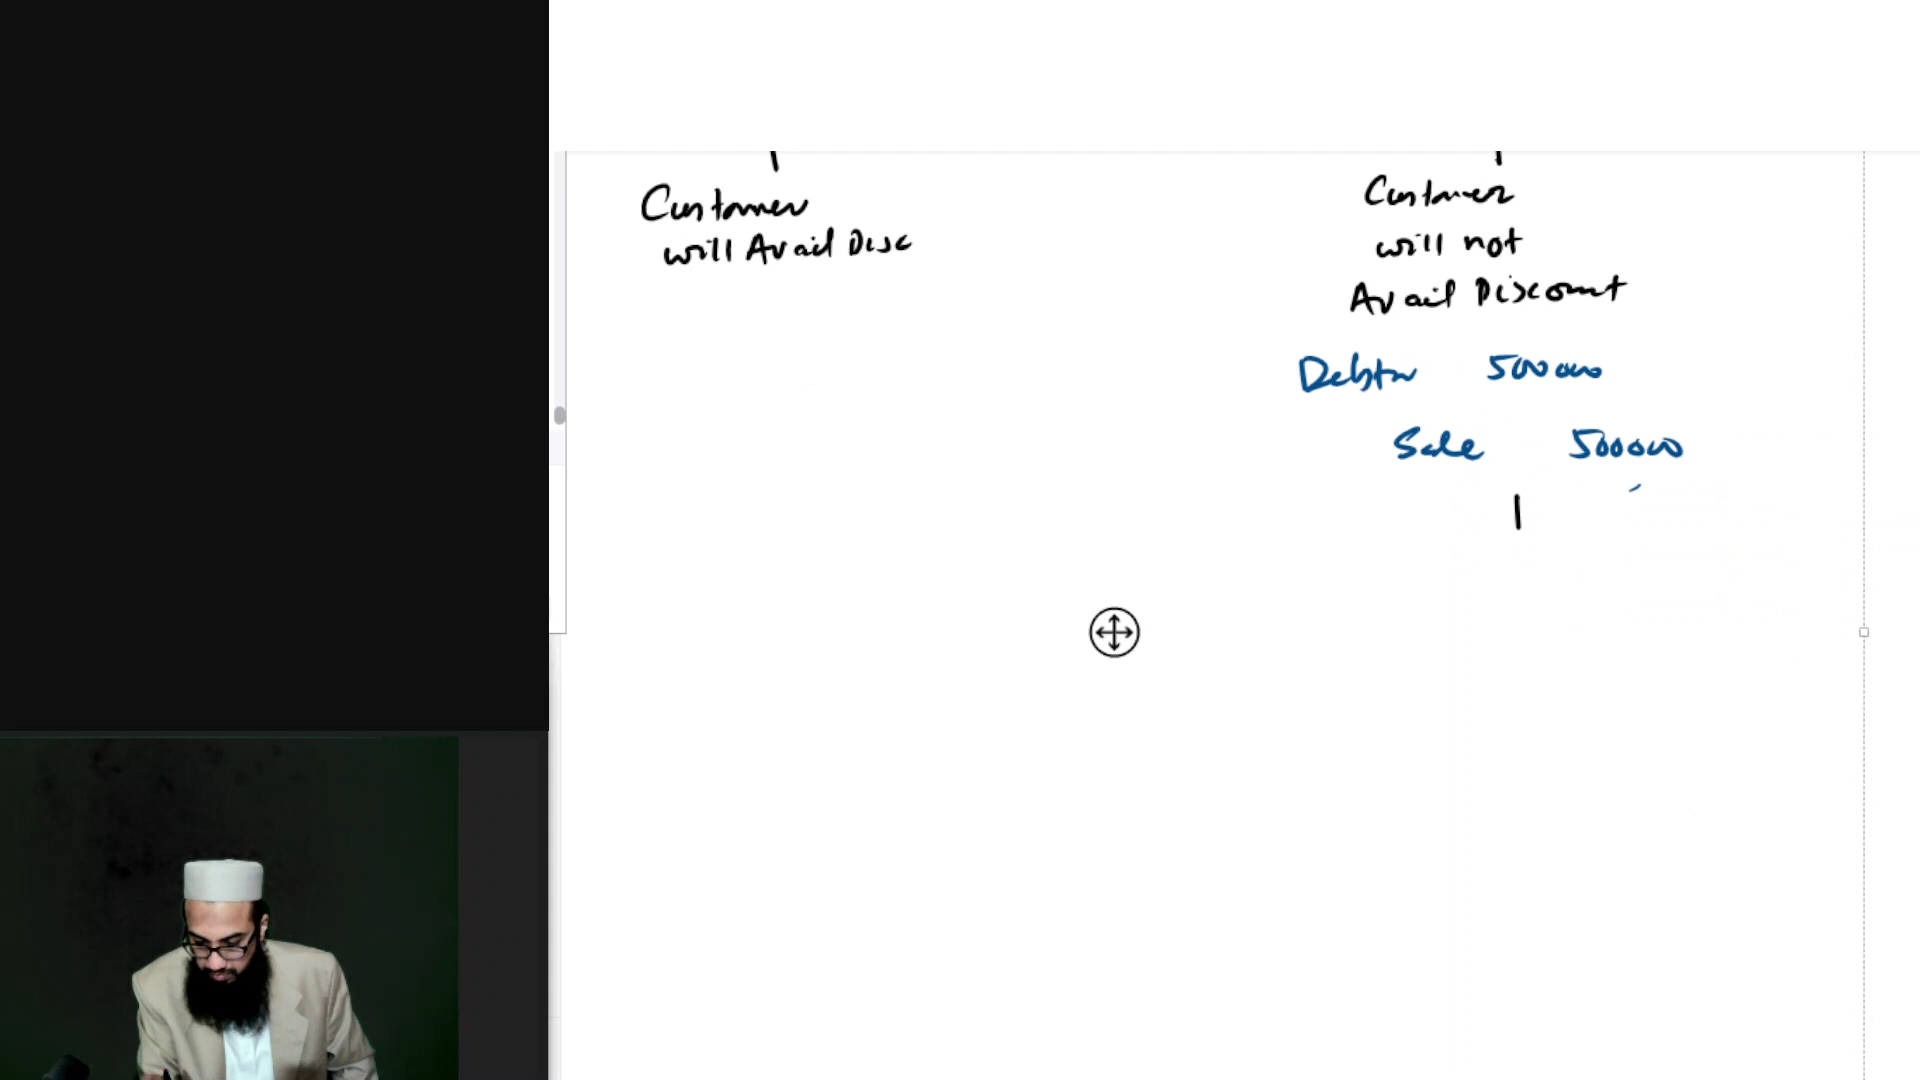 Customer
will Avail Disc
Customer
will not
Avail Discount
Debtor 500000
Sale 500000